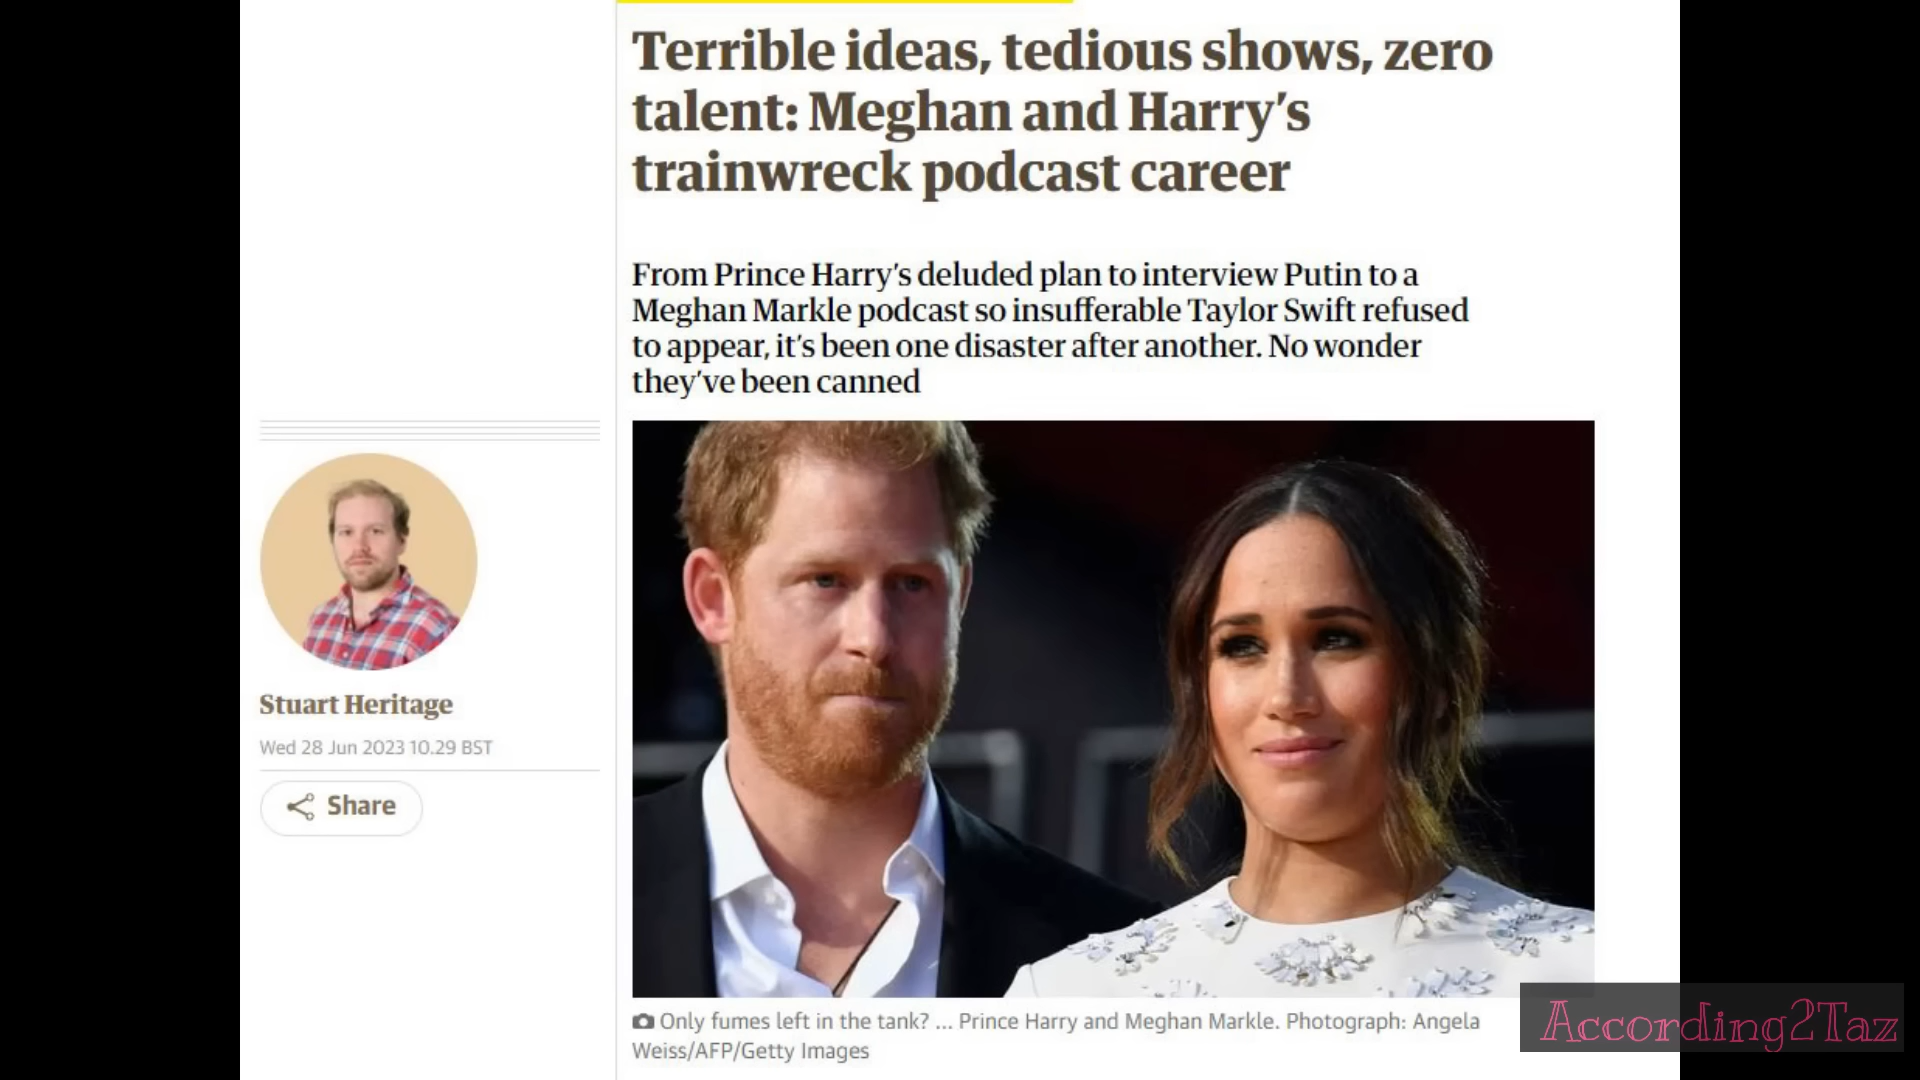 Terrible ideas, tedious shows, zero
talent: Meghan and Harry's
trainwreck podcast career
From Prince Harry's deluded plan to interview Putin to a
Meghan Markle podcast so insufferable Taylor Swift refused
to appear, it's been one disaster after another. No wonder
they've been canned
Stuart Heritage
Wed 28 Jun 2023 10.29 BST
Share
Only fumes left in the tank? ... Prince Harry and Meghan Markle. Photograph: Angela
Weiss/AFP/Getty Images
According2Taz